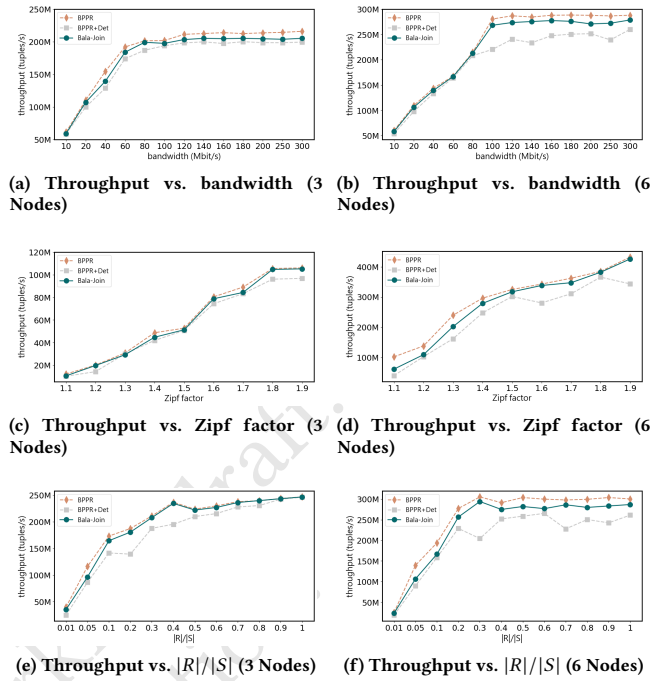 BPPR
BPPR+Det
Bala-Join
throughput (tuples/s)
250M
200M
150M
100M
50M
10 20 40 60 80 100 120 140 160 180 200 250 300
bandwidth (Mbit/s)
(a) Throughput vs. bandwidth (3 Nodes)
BPPR
BPPR+Det
Bala-Join
throughput (tuples/s)
300M
250M
200M
150M
100M
50M
10 20 40 60 80 100 120 140 160 180 200 250 300
bandwidth (Mbit/s)
(b) Throughput vs. bandwidth (6 Nodes)
BPPR
BPPR+Det
Bala-Join
throughput (tuples/s)
120M
100M
80M
60M
40M
20M
1.1 1.2 1.3 1.4 1.5 1.6 1.7 1.8 1.9
Zipf factor
(c) Throughput vs. Zipf factor (3 Nodes)
BPPR
BPPR+Det
Bala-Join
throughput (tuples/s)
400M
300M
200M
100M
1.1 1.2 1.3 1.4 1.5 1.6 1.7 1.8 1.9
Zipf factor
(d) Throughput vs. Zipf factor (6 Nodes)
BPPR
BPPR+Det
Bala-Join
throughput (tuples/s)
250M
200M
150M
100M
50M
0.01 0.05 0.1 0.2 0.3 0.4 0.5 0.6 0.7 0.8 0.9 1
|R|/|S|
(e) Throughput vs. |R|/|S| (3 Nodes)
BPPR
BPPR+Det
Bala-Join
throughput (tuples/s)
300M
250M
200M
150M
100M
50M
0.01 0.05 0.1 0.2 0.3 0.4 0.5 0.6 0.7 0.8 0.9 1
|R|/|S|
(f) Throughput vs. |R|/|S| (6 Nodes)
draft.